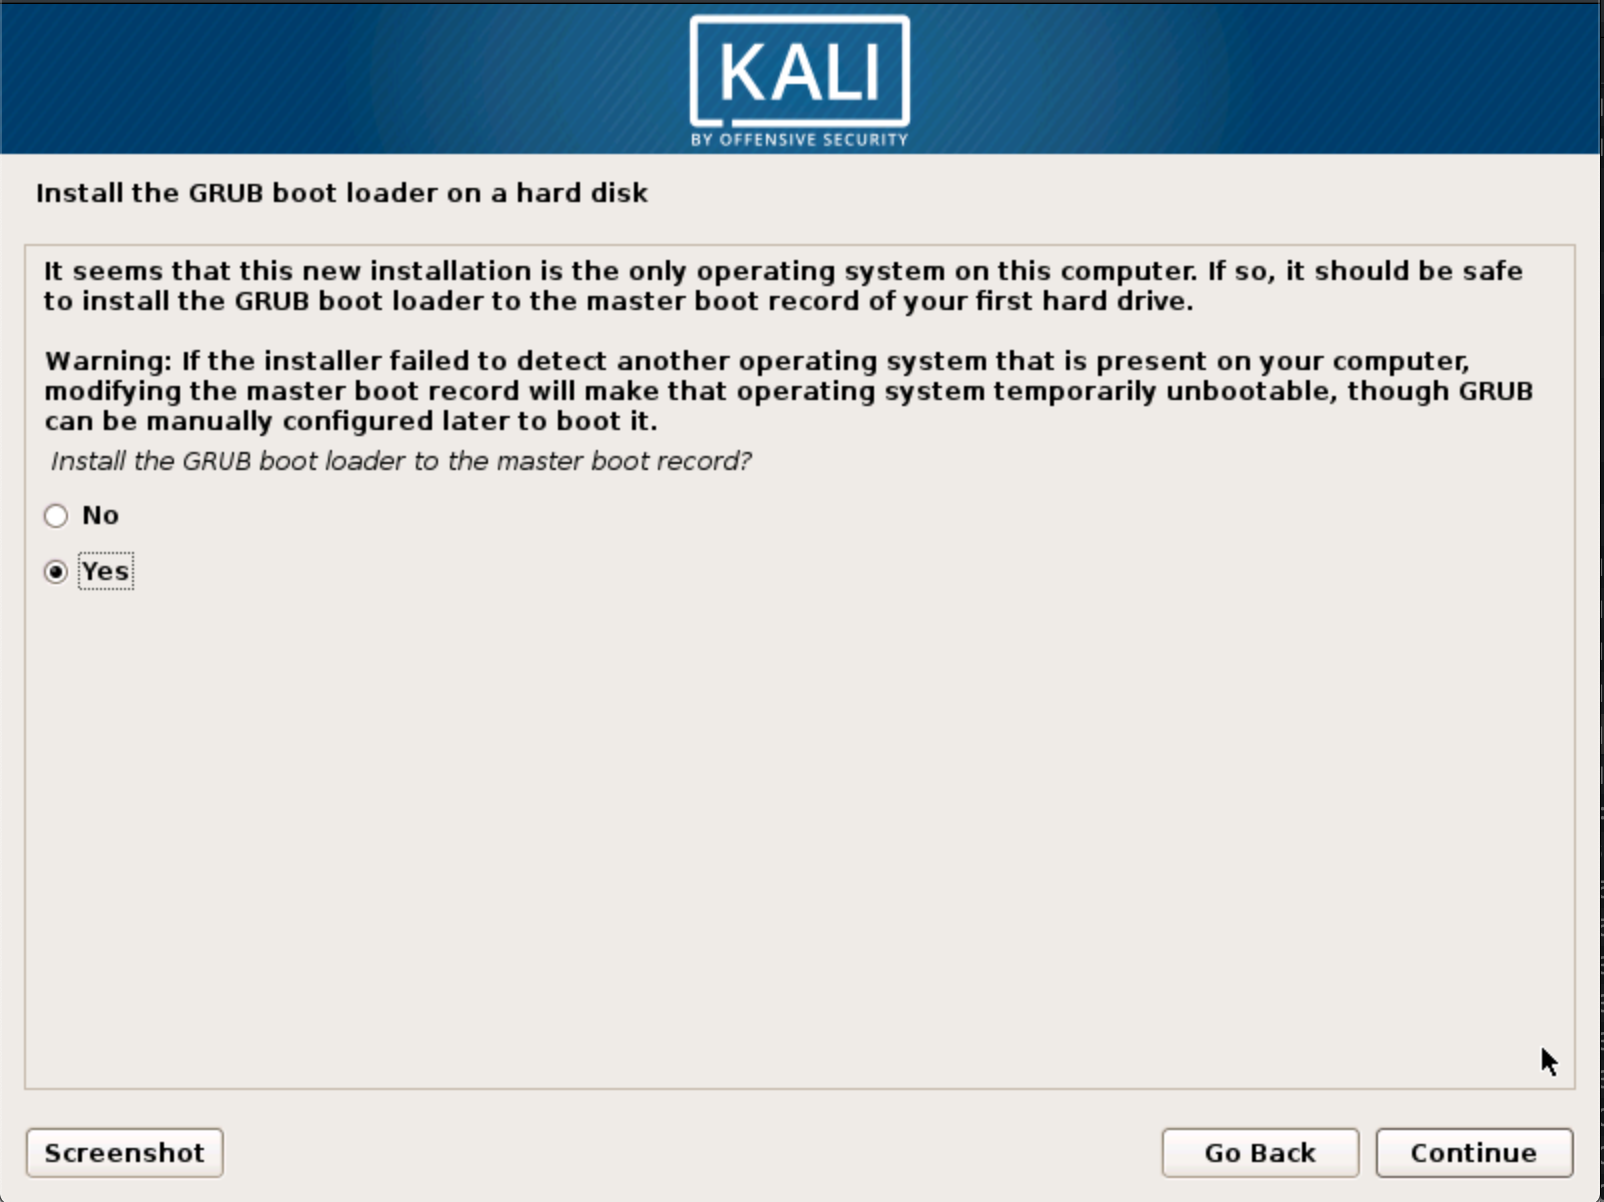 KALI
BY OFFENSIVE SECURITY
Install the GRUB boot loader on a hard disk
It seems that this new installation is the only operating system on this computer. If so, it should be safe
to install the GRUB boot loader to the master boot record of your first hard drive.
Warning: If the installer failed to detect another operating system that is present on your computer,
modifying the master boot record will make that operating system temporarily unbootable, though GRUB
can be manually configured later to boot it.
Install the GRUB boot loader to the master boot record?
No
Yes
Screenshot
Go Back
Continue